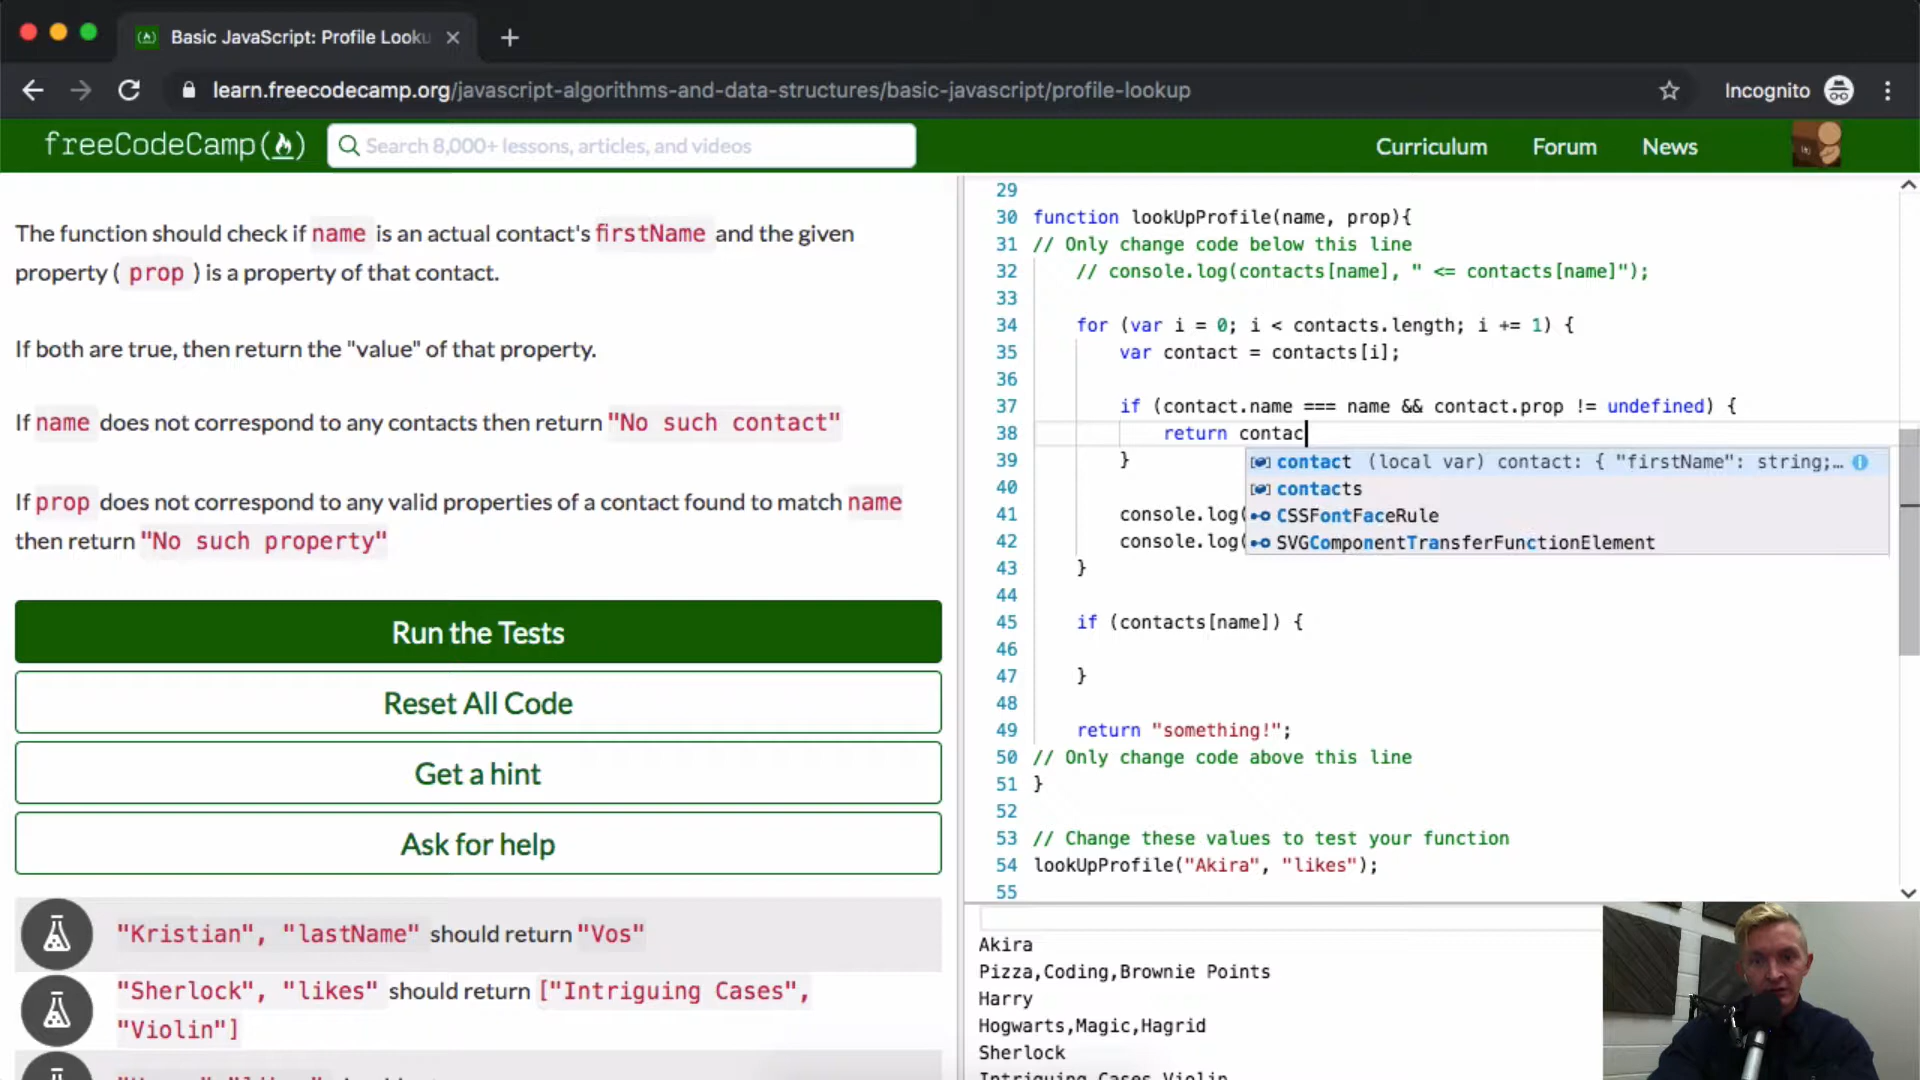 Basic JavaScript: Profile Looku
learn.freecodecamp.org/javascript-algorithms-and-data-structures/basic-javascript/profile-lookup
Incognito
freeCodeCamp
Search 8,000+ lessons, articles, and videos
Curriculum
Forum
News
The function should check if name is an actual contact's firstName and the given
property ( prop ) is a property of that contact.
If both are true, then return the "value" of that property.
If name does not correspond to any contacts then return "No such contact"
If prop does not correspond to any valid properties of a contact found to match name
then return "No such property"
Run the Tests
Reset All Code
Get a hint
Ask for help
"Kristian", "lastName" should return "Vos"
"Sherlock", "likes" should return ["Intriguing Cases",
"Violin"]
29
30 function lookUpProfile(name, prop){
31 // Only change code below this line
32 // console.log(contacts[name], " <= contacts[name]");
33
34 for (var i = 0; i < contacts.length; i += 1) {
35 var contact = contacts[i];
36
37 if (contact.name === name && contact.prop != undefined) {
38 return contac
39 }
contact (local var) contact: { "firstName": string;…
40
contacts
41 console.log(
CSSFontFaceRule
42 console.log(
SVGComponentTransferFunctionElement
43 }
44
45 if (contacts[name]) {
46
47 }
48
49 return "something!";
50 // Only change code above this line
51 }
52
53 // Change these values to test your function
54 lookUpProfile("Akira", "likes");
55
Akira
Pizza,Coding,Brownie Points
Harry
Hogwarts,Magic,Hagrid
Sherlock
Intriguing Cases,Violin